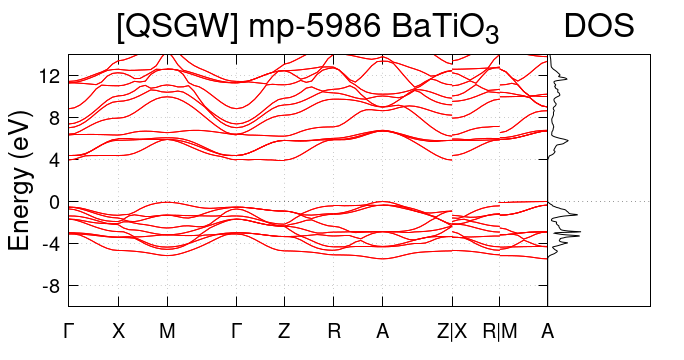 [QSGW] mp-5986 BaTiO₃ DOS
Energy (eV)
12
8
4
0
-4
-8
Γ X M Γ Z R A Z|X R|M A